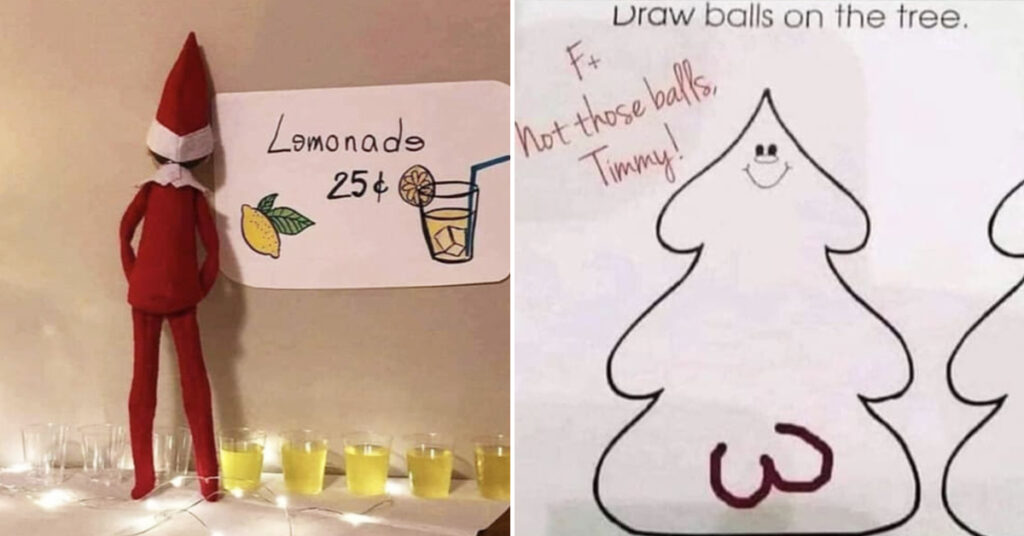 Lemonade
25¢
Draw balls on the tree.
F+
Not those balls,
Timmy!